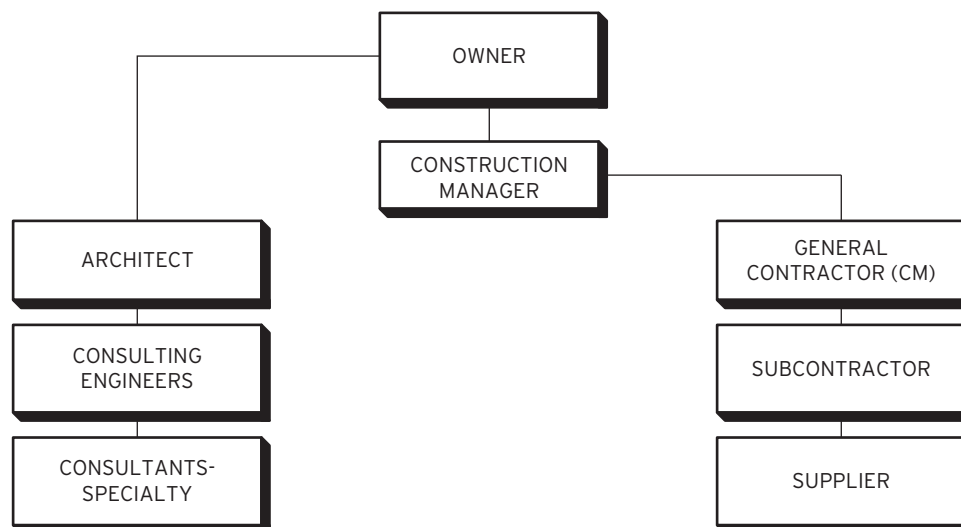 OWNER
CONSTRUCTION
MANAGER
ARCHITECT
GENERAL
CONTRACTOR (CM)
CONSULTING
ENGINEERS
SUBCONTRACTOR
CONSULTANTS-
SPECIALTY
SUPPLIER